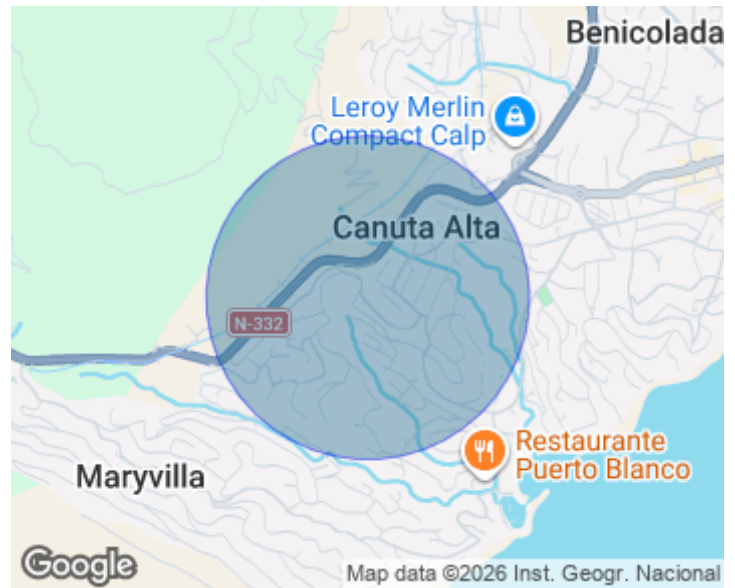 Benicolada
Leroy Merlin
Compact Calp
Canuta Alta
N-332
Restaurante
Puerto Blanco
Maryvilla
Google
Map data ©2026 Inst. Geogr. Nacional